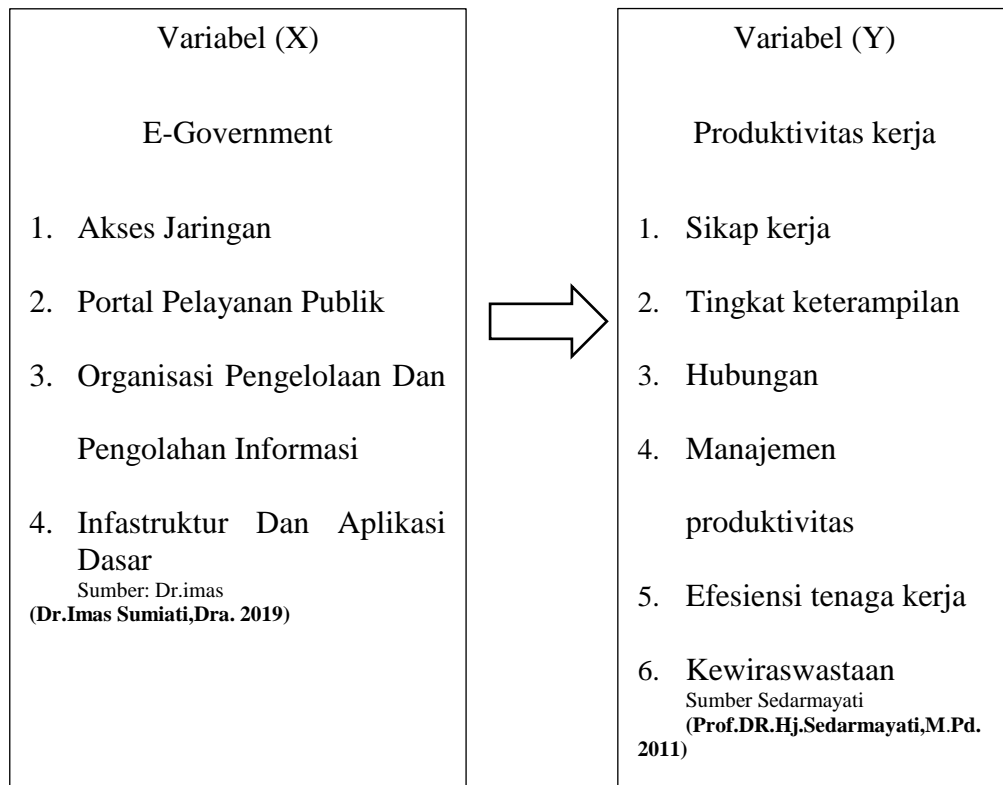 Variabel (X)
E-Government
1. Akses Jaringan
2. Portal Pelayanan Publik
3. Organisasi Pengelolaan Dan
Pengolahan Informasi
4. Infastruktur Dan Aplikasi
Dasar
Sumber: Dr.imas
(Dr.Imas Sumiati,Dra. 2019)
Variabel (Y)
Produktivitas kerja
1. Sikap kerja
2. Tingkat keterampilan
3. Hubungan
4. Manajemen
produktivitas
5. Efesiensi tenaga kerja
6. Kewiraswastaan
Sumber Sedarmayati
(Prof.DR.Hj.Sedarmayati,M.Pd.
2011)